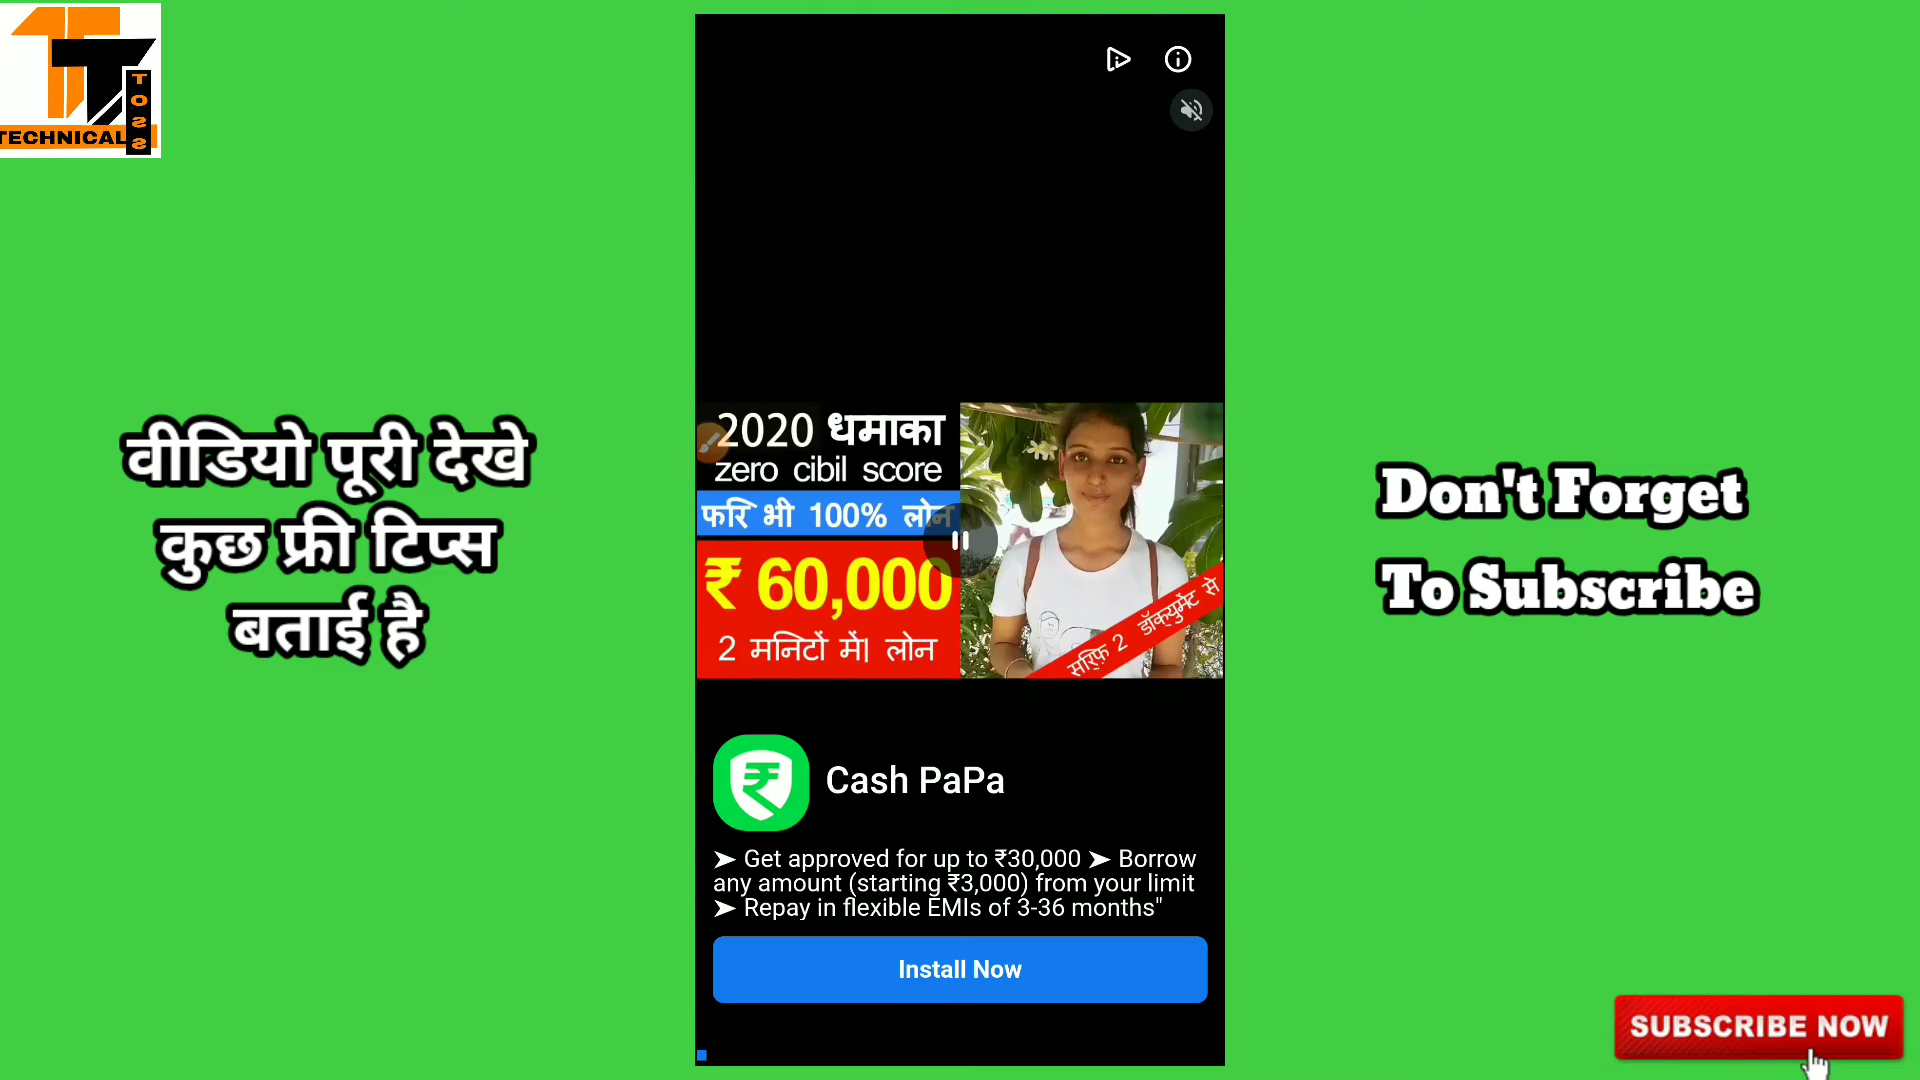 TECHNICAL
TOSS
वीडियो पूरी देखे
कुछ फ्री टिप्स
बताई है
2020 धमाका
zero cibil score
फरि भी 100% लोन
₹ 60,000
2 मनिटों में। लोन
सर्फि 2 डॉक्युमेंट से
Cash PaPa
➤ Get approved for up to ₹30,000 ➤ Borrow
any amount (starting ₹3,000) from your limit
➤ Repay in flexible EMIs of 3-36 months"
Install Now
Don't Forget
To Subscribe
SUBSCRIBE NOW